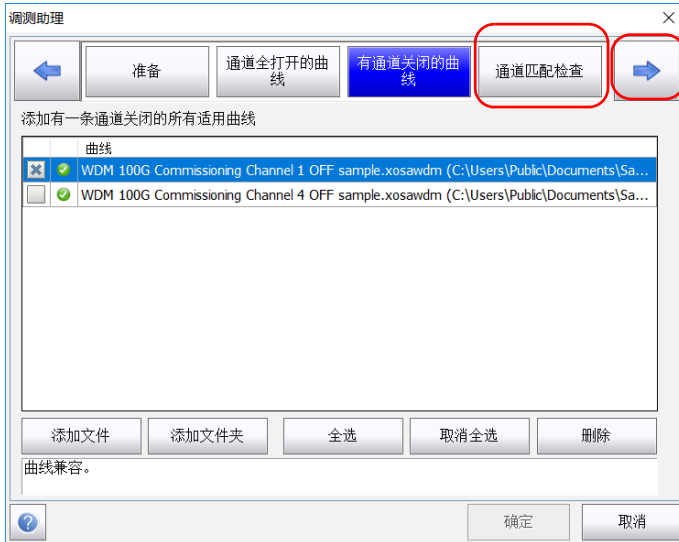 调测助理
准备
通道全打开的曲
线
有通道关闭的曲
线
通道匹配检查
添加有一条通道关闭的所有适用曲线
曲线
WDM 100G Commissioning Channel 1 OFF sample.xosawdm (C:\Users\Public\Documents\Sa...
WDM 100G Commissioning Channel 4 OFF sample.xosawdm (C:\Users\Public\Documents\Sa...
添加文件
添加文件夹
全选
取消全选
删除
曲线兼容。
?
确定
取消